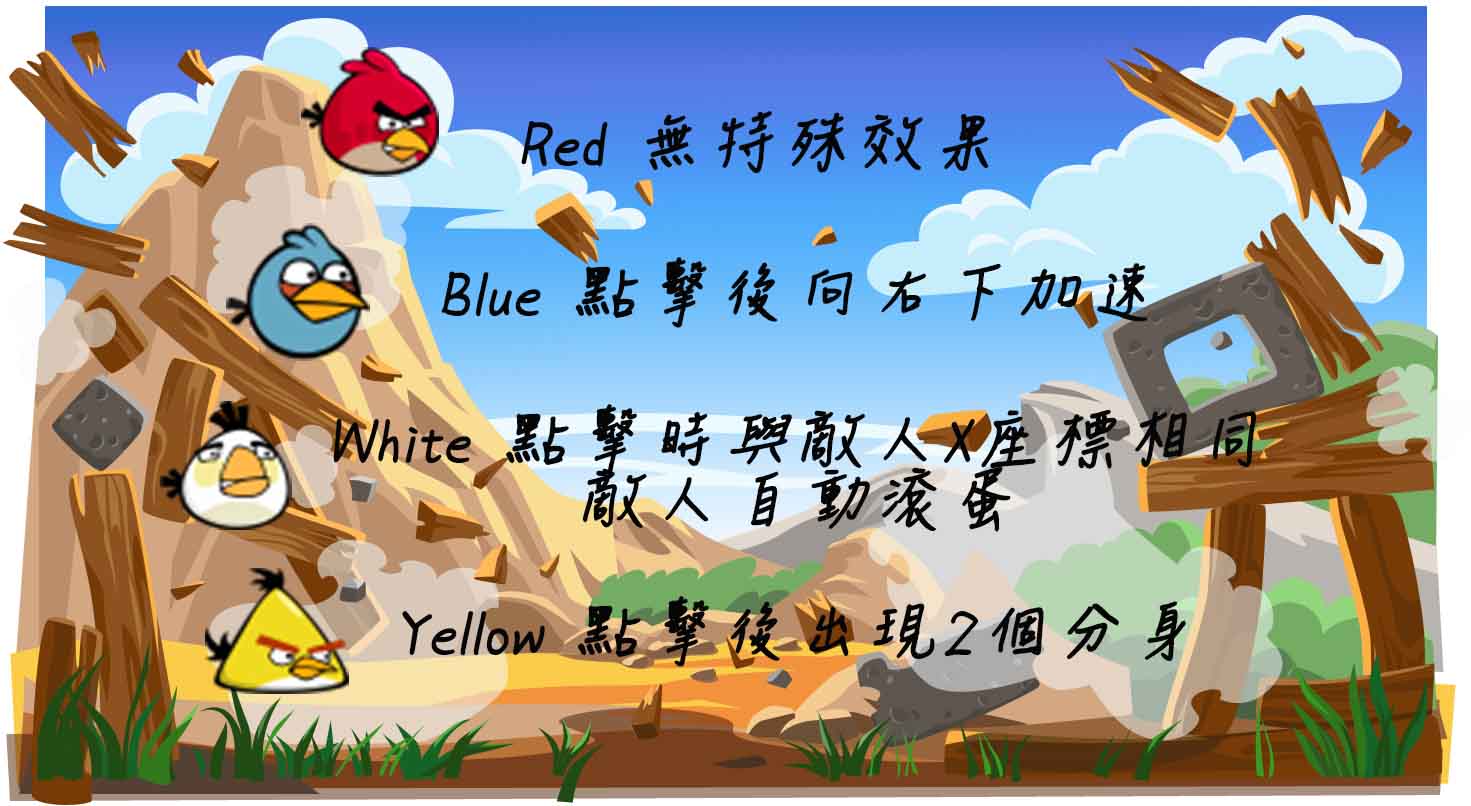 Red 無特殊效果
Blue 點擊後向右下加速
White 點擊時與敵人X座標相同
敵人自動滾蛋
Yellow 點擊後出現2個分身